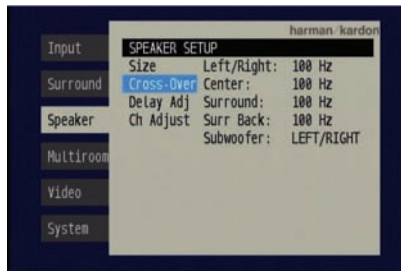 harman/kardon
Input
Surround
Speaker
Multiroom
Video
System
SPEAKER SETUP
Size Left/Right: 100 Hz
Cross-Over Center: 100 Hz
Delay Adj Surround: 100 Hz
Ch Adjust Surr Back: 100 Hz
Subwoofer: LEFT/RIGHT